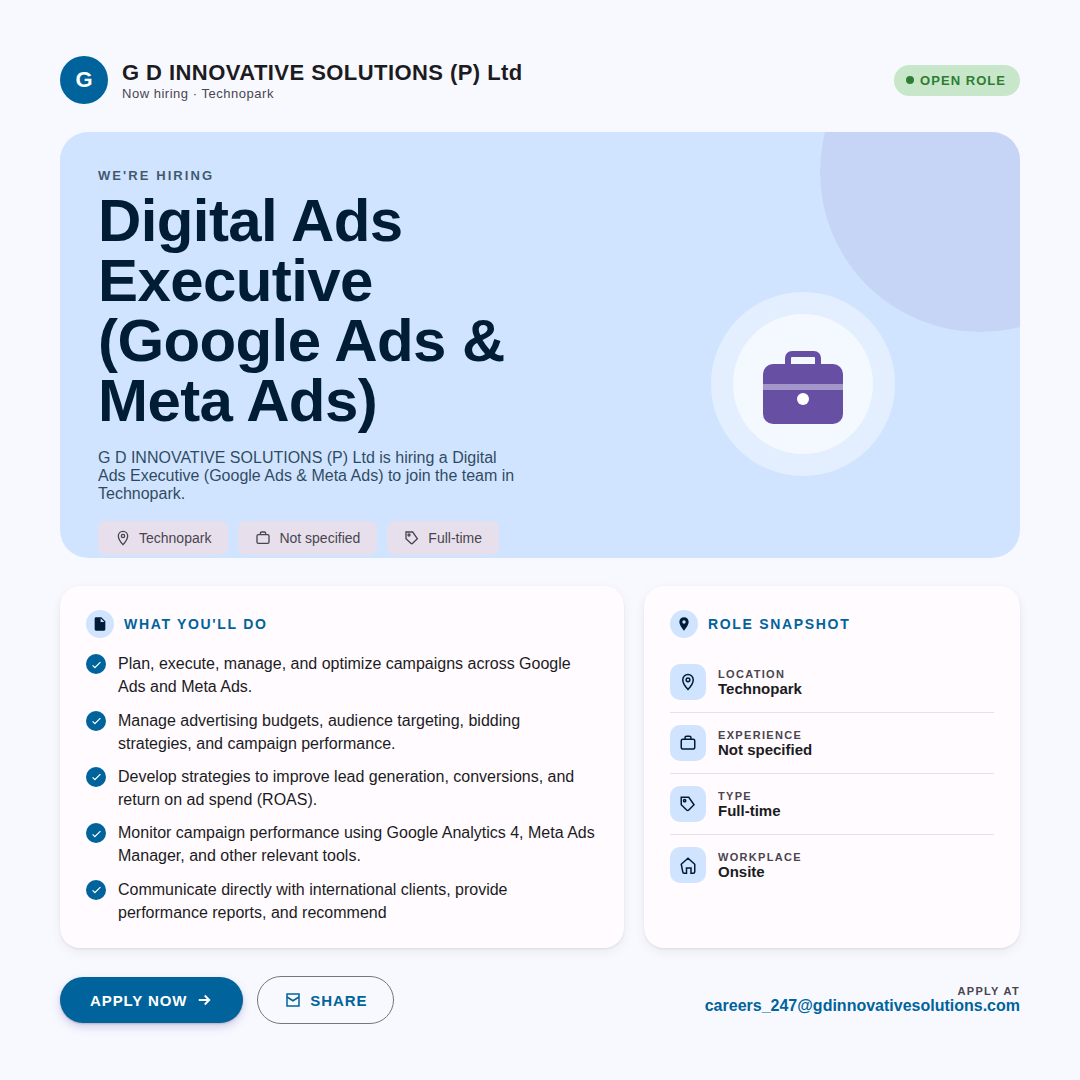 G
G D INNOVATIVE SOLUTIONS (P) Ltd
Now hiring · Technopark
OPEN ROLE
WE'RE HIRING
Digital Ads
Executive
(Google Ads &
Meta Ads)
G D INNOVATIVE SOLUTIONS (P) Ltd is hiring a Digital
Ads Executive (Google Ads & Meta Ads) to join the team in
Technopark.
Technopark
Not specified
Full-time
WHAT YOU'LL DO
Plan, execute, manage, and optimize campaigns across Google
Ads and Meta Ads.
Manage advertising budgets, audience targeting, bidding
strategies, and campaign performance.
Develop strategies to improve lead generation, conversions, and
return on ad spend (ROAS).
Monitor campaign performance using Google Analytics 4, Meta Ads
Manager, and other relevant tools.
Communicate directly with international clients, provide
performance reports, and recommend
ROLE SNAPSHOT
LOCATION
Technopark
EXPERIENCE
Not specified
TYPE
Full-time
WORKPLACE
Onsite
APPLY NOW
SHARE
APPLY AT
careers_247@gdinnovativesolutions.com